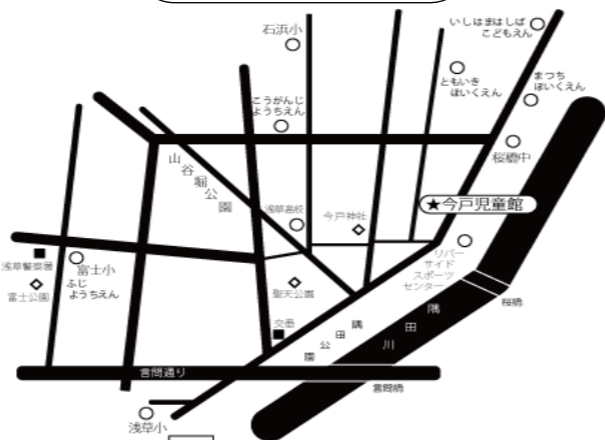 石浜小
いしはまはしば
こどもえん
ともいき
ほいくえん
まつち
ほいくえん
こうがんじ
ようちえん
桜橋中
山谷堀公園
★今戸児童館
浅草高校
今戸神社
リバー
サイド
スポーツ
センター
浅草警察署
富士小
ふじ
ようちえん
富士公園
聖天公園
桜橋
交番
隅田公園
隅田川
言問通り
言問橋
浅草小